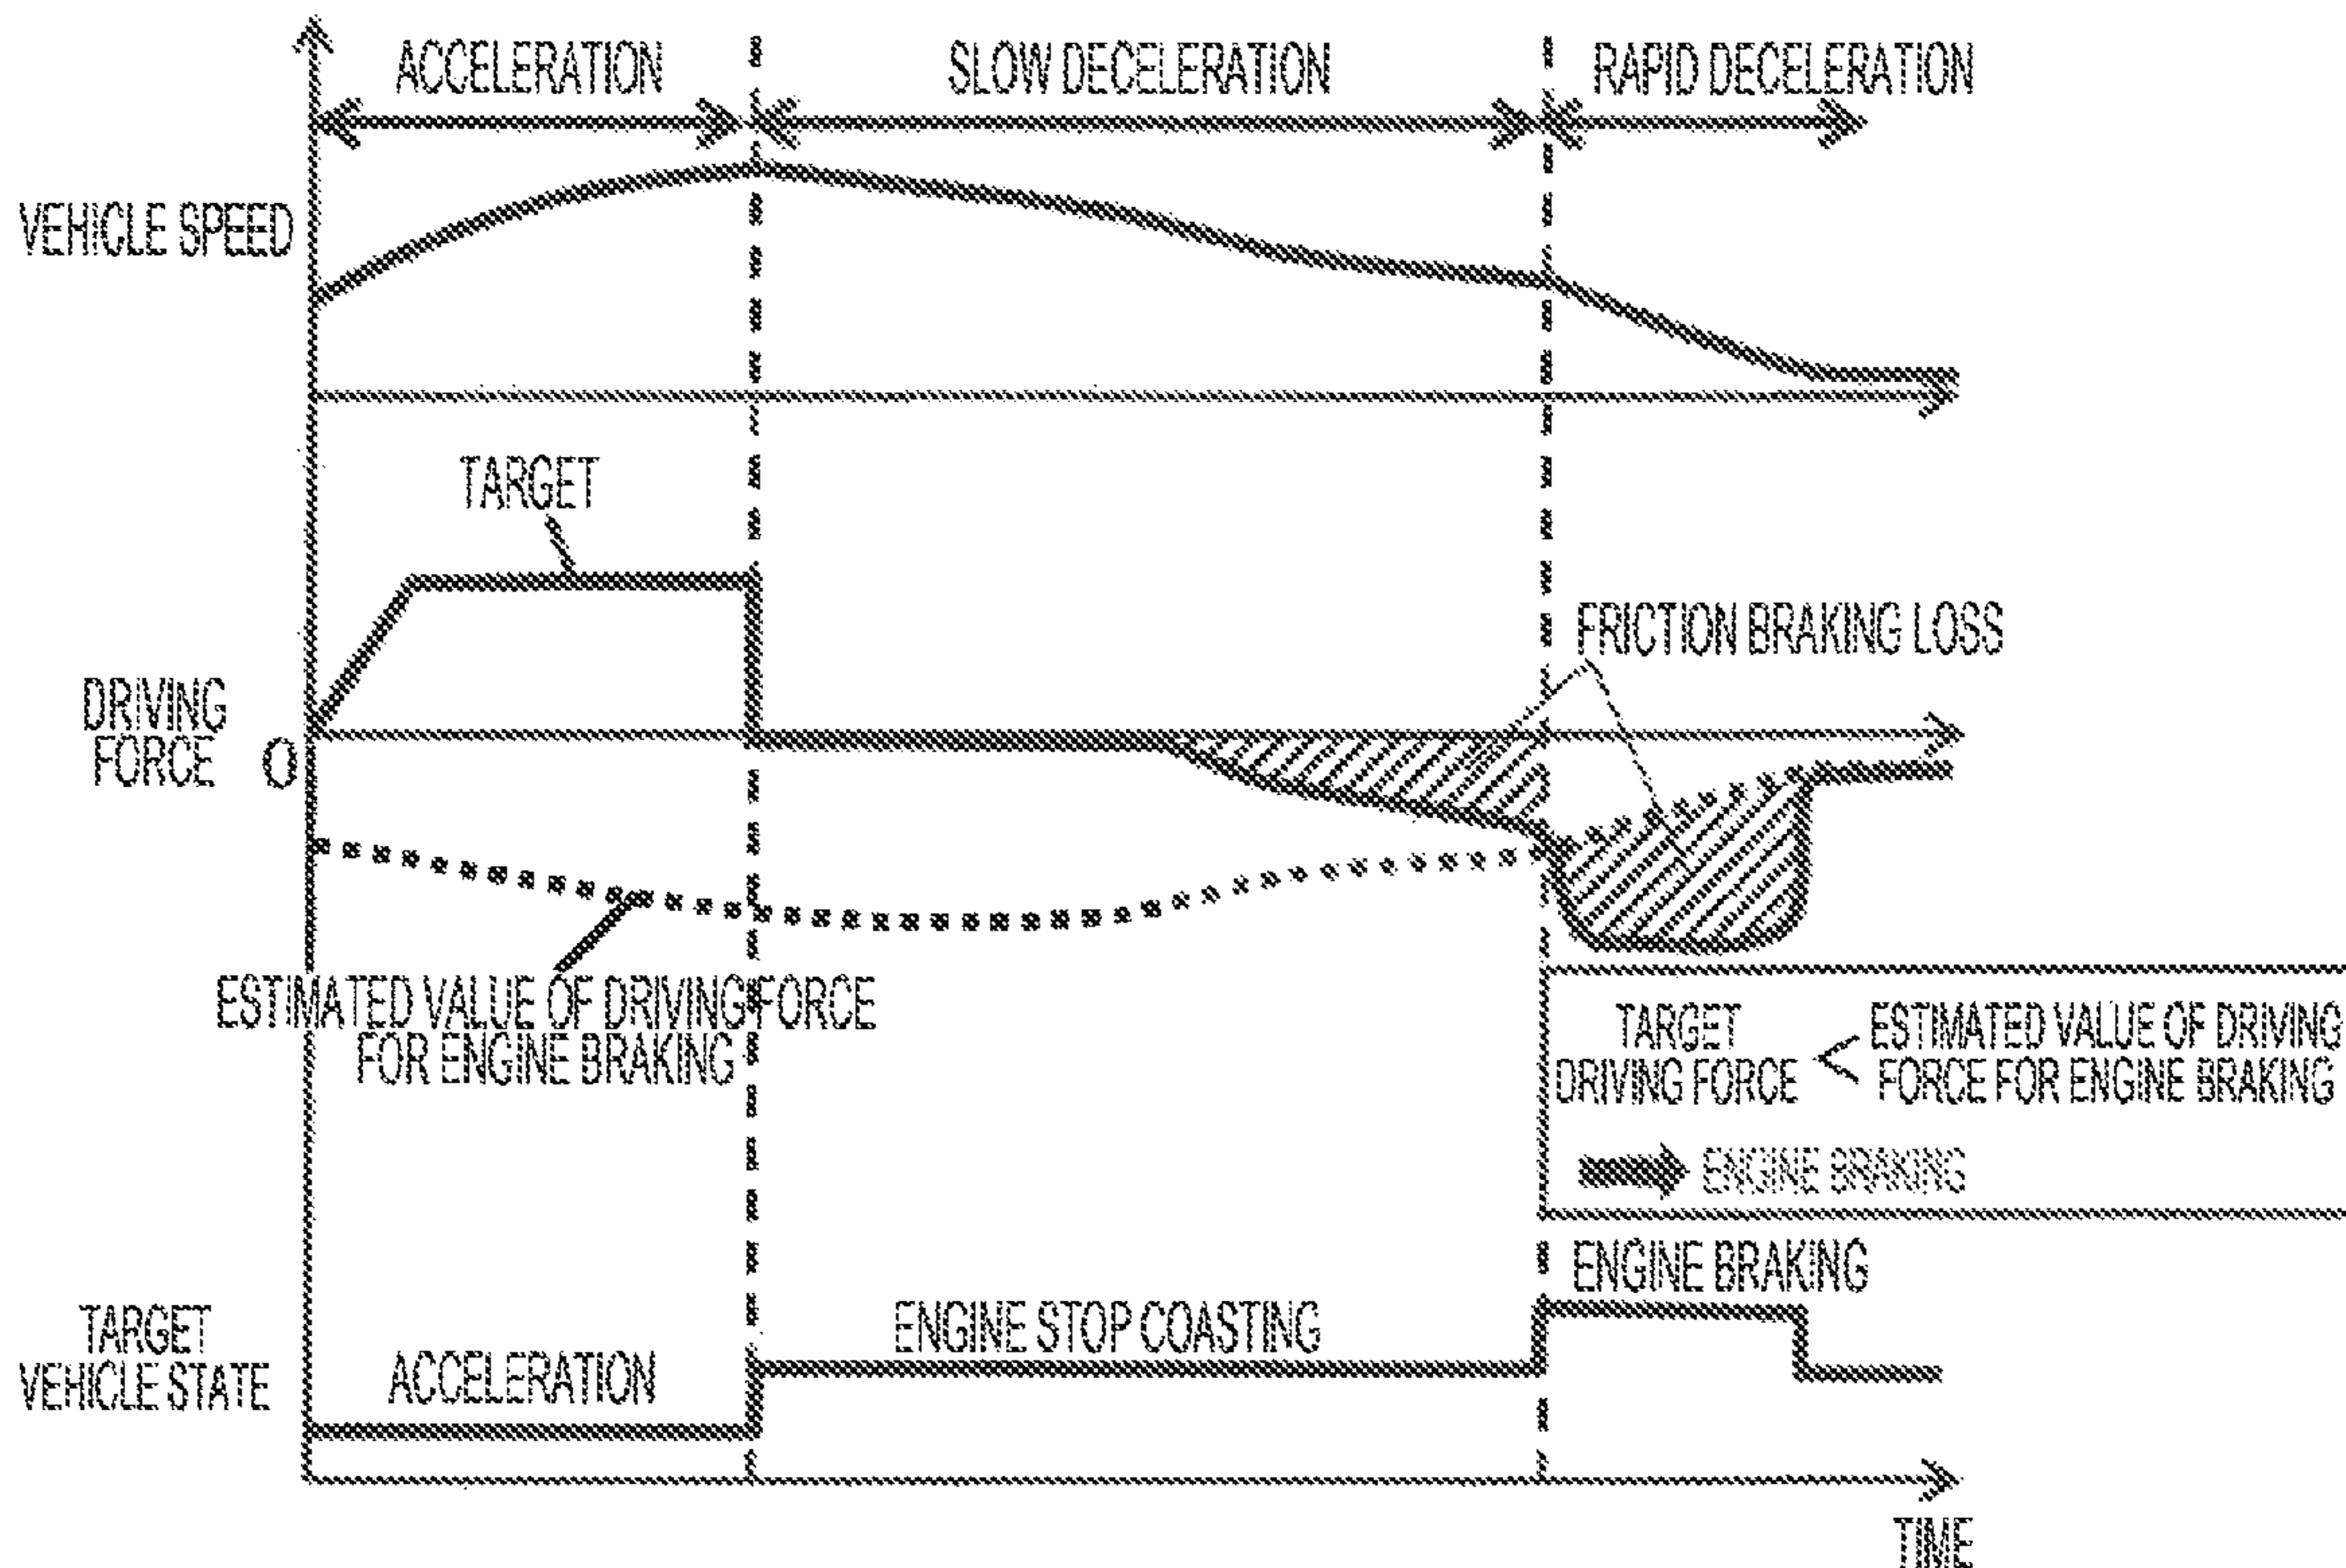 ACCELERATION
SLOW DECELERATION
RAPID DECELERATION
VEHICLE SPEED
TARGET
FRICTION BRAKING LOSS
DRIVING
FORCE
0
ESTIMATED VALUE OF DRIVING FORCE
FOR ENGINE BRAKING
TARGET
DRIVING FORCE
<
ESTIMATED VALUE OF DRIVING
FORCE FOR ENGINE BRAKING
ENGINE BRAKING
ENGINE BRAKING
ENGINE STOP COASTING
TARGET
VEHICLE STATE
ACCELERATION
TIME